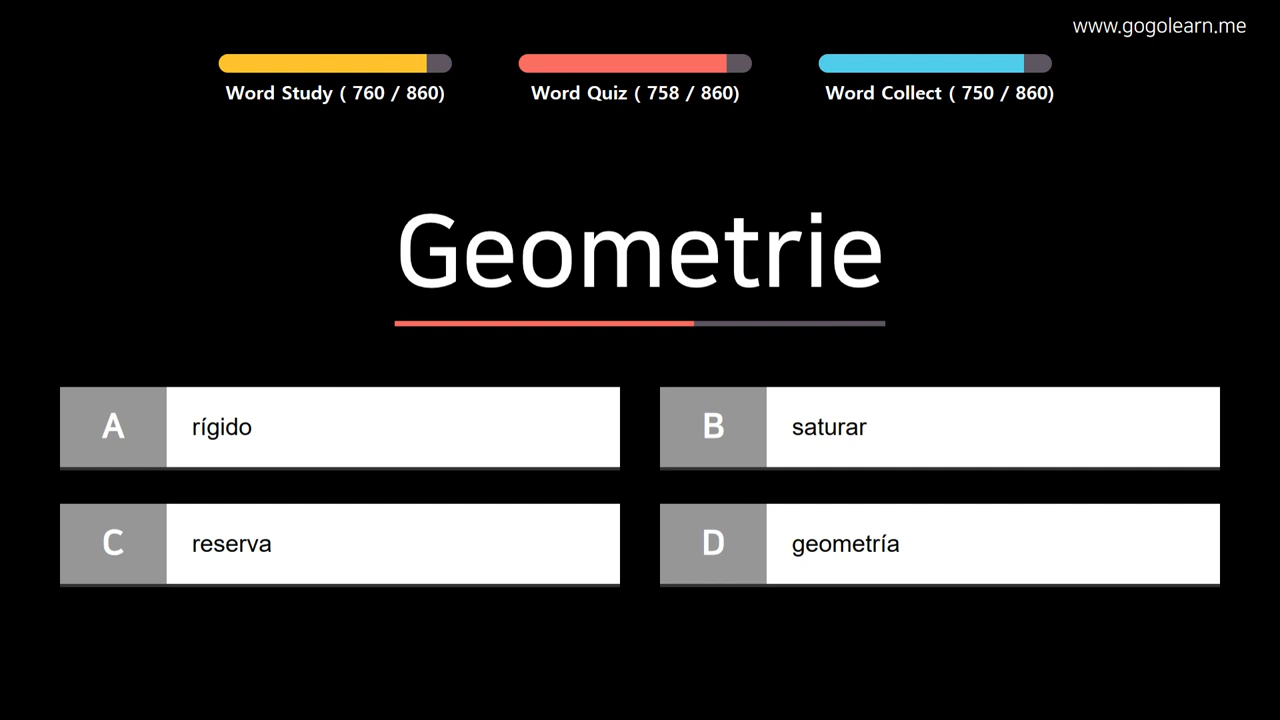 www.gogolearn.me
Word Study ( 760 / 860)
Word Quiz ( 758 / 860)
Word Collect ( 750 / 860)
Geometrie
A rígido
B saturar
C reserva
D geometría